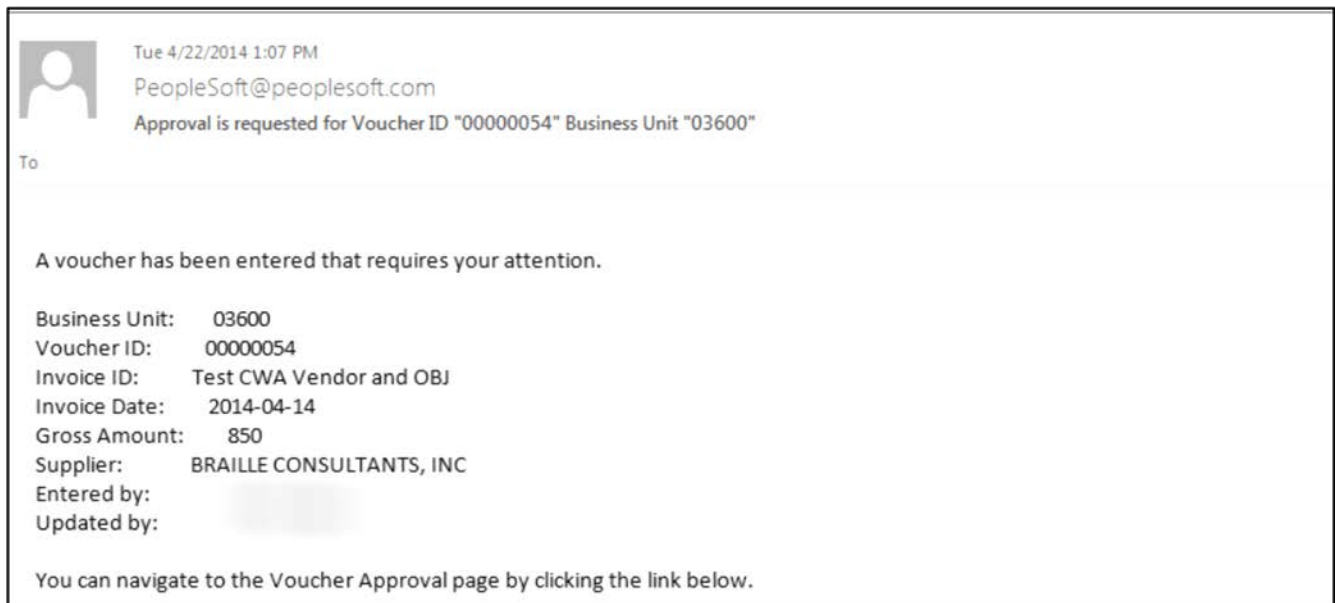 Tue 4/22/2014 1:07 PM
PeopleSoft@peoplesoft.com
Approval is requested for Voucher ID "00000054" Business Unit "03600"
To
A voucher has been entered that requires your attention.
Business Unit: 03600
Voucher ID: 00000054
Invoice ID: Test CWA Vendor and OBJ
Invoice Date: 2014-04-14
Gross Amount: 850
Supplier: BRAILLE CONSULTANTS, INC
Entered by:
Updated by:
You can navigate to the Voucher Approval page by clicking the link below.